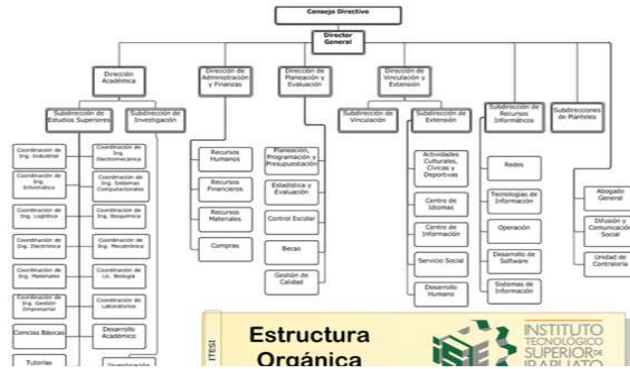 Consejo Directivo
Director
General
Dirección
Académica
Dirección de
Administración
y Finanzas
Dirección de
Planeación y
Evaluación
Dirección de
Vinculación y
Extensión
Subdirección de
Estudios Superiores
Subdirección de
Investigación
Subdirección de
Vinculación
Subdirección de
Extensión
Subdirección de
Recursos
Informáticos
Subdirecciones
de Planteles
Coordinación de
Ing. Industrial
Coordinación de
Ing.
Electromecánica
Coordinación de
Ing.
Informática
Coordinación de
Ing. Sistemas
Computacionales
Coordinación de
Ing. Logística
Coordinación de
Ing. Bioquímica
Coordinación de
Ing. Electrónica
Coordinación de
Ing. Mecatrónica
Coordinación de
Ing. Materiales
Coordinación de
Lic. Biología
Coordinación de
Ing. Gestión
Empresarial
Coordinación de
Laboratorios
Ciencias Básicas
Desarrollo
Académico
Tutorías
Investigación
Recursos
Humanos
Recursos
Financieros
Recursos
Materiales
Compras
Planeación,
Programación y
Presupuestación
Estadística y
Evaluación
Control Escolar
Becas
Gestión de
Calidad
Actividades
Culturales,
Cívicas y
Deportivas
Centro de
Idiomas
Centro de
Información
Servicio Social
Desarrollo
Humano
Redes
Tecnologías de
Información
Operación
Desarrollo de
Software
Sistemas de
Información
Abogado
General
Difusión y
Comunicación
Social
Unidad de
Contraloría
ITESI
Estructura
Orgánica
INSTITUTO
TECNOLÓGICO
SUPERIOR DE
IRAPUATO